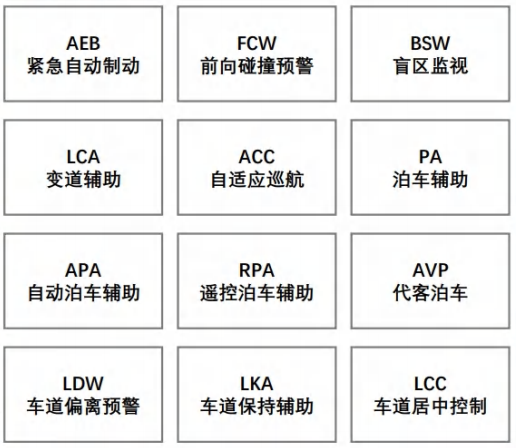 AEB
紧急自动制动
FCW
前向碰撞预警
BSW
盲区监视
LCA
变道辅助
ACC
自适应巡航
PA
泊车辅助
APA
自动泊车辅助
RPA
遥控泊车辅助
AVP
代客泊车
LDW
车道偏离预警
LKA
车道保持辅助
LCC
车道居中控制